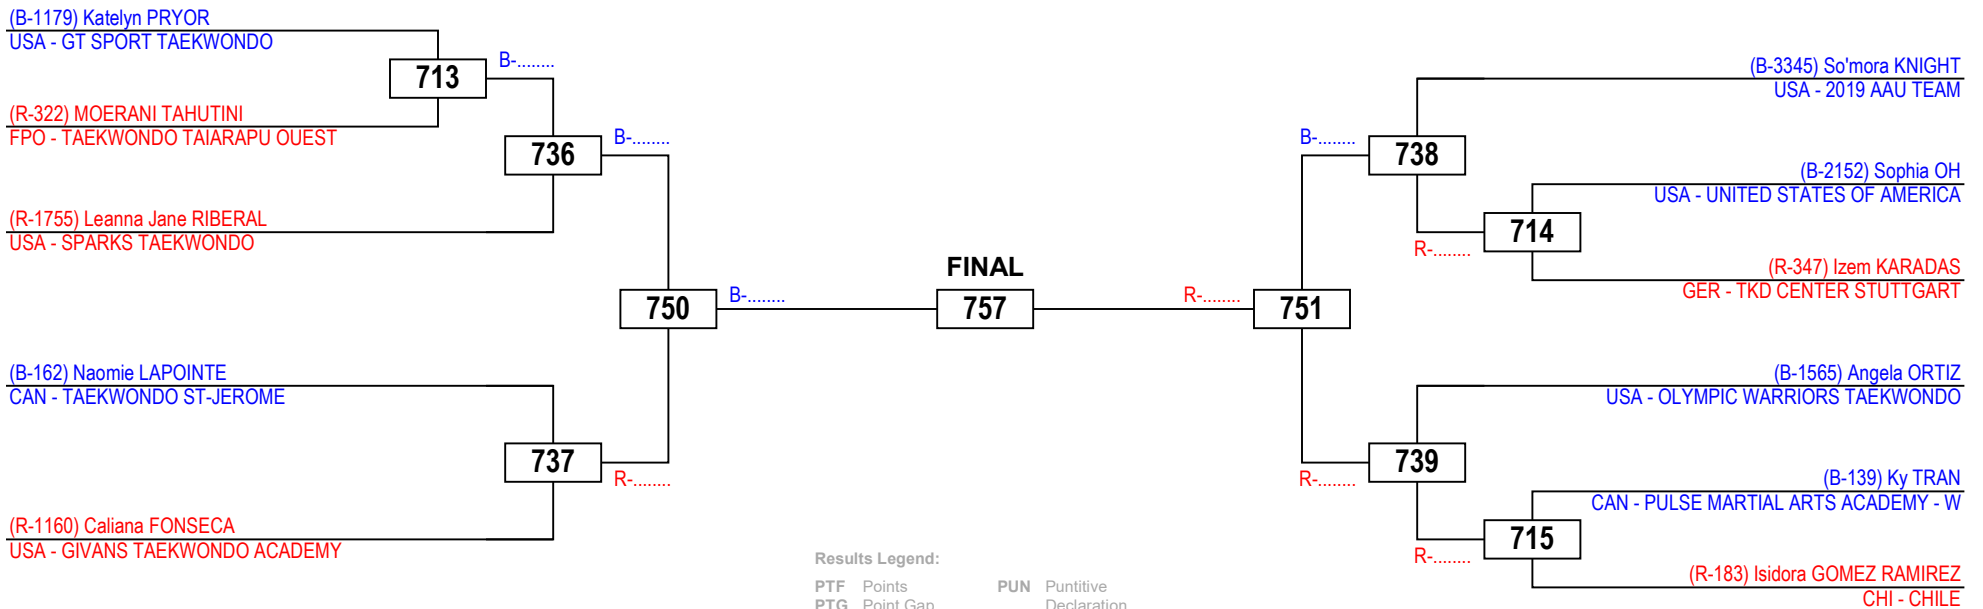 (B-1179) Katelyn PRYOR
USA - GT SPORT TAEKWONDO
713
B-........
(R-322) MOERANI TAHUTINI
FPO - TAEKWONDO TAIARAPU OUEST
736
B-........
(R-1755) Leanna Jane RIBERAL
USA - SPARKS TAEKWONDO
750
B-........
(B-162) Naomie LAPOINTE
CAN - TAEKWONDO ST-JEROME
737
R-........
(R-1160) Caliana FONSECA
USA - GIVANS TAEKWONDO ACADEMY
FINAL
757
(B-3345) So'mora KNIGHT
USA - 2019 AAU TEAM
B-........
738
(B-2152) Sophia OH
USA - UNITED STATES OF AMERICA
714
R-........
(R-347) Izem KARADAS
GER - TKD CENTER STUTTGART
R-........
751
(B-1565) Angela ORTIZ
USA - OLYMPIC WARRIORS TAEKWONDO
739
R-........
(B-139) Ky TRAN
CAN - PULSE MARTIAL ARTS ACADEMY - W
715
R-........
(R-183) Isidora GOMEZ RAMIREZ
CHI - CHILE
Results Legend:
PTF Points PUN Puntitive
PTG Point Gap Declaration